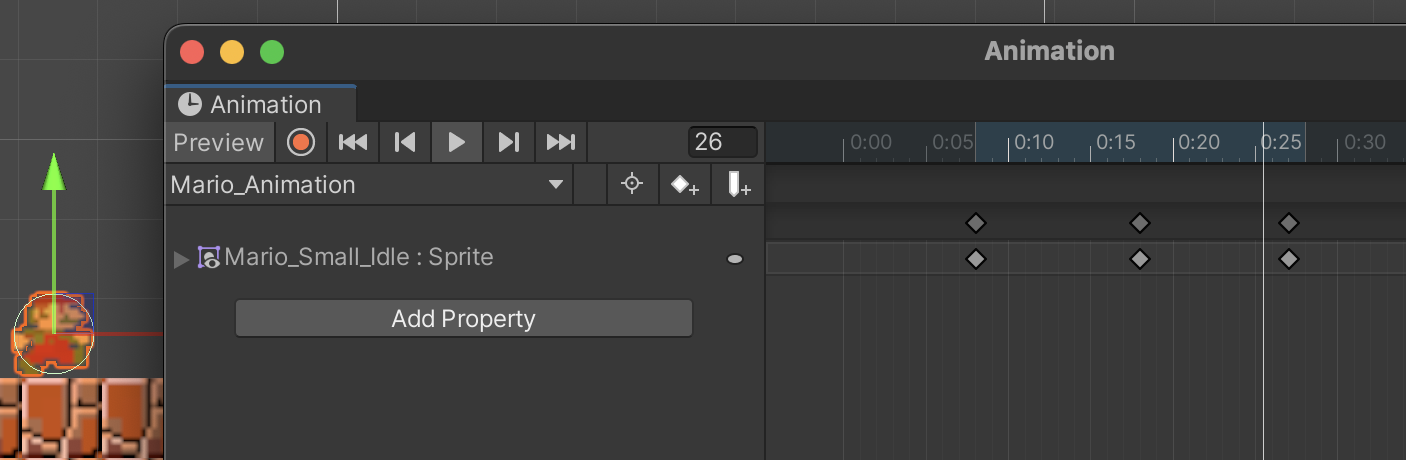 Animation
Animation
Preview 26 0:00 0:05 0:10 0:15 0:20 0:25 0:30
Mario_Animation
Mario_Small_Idle : Sprite
Add Property